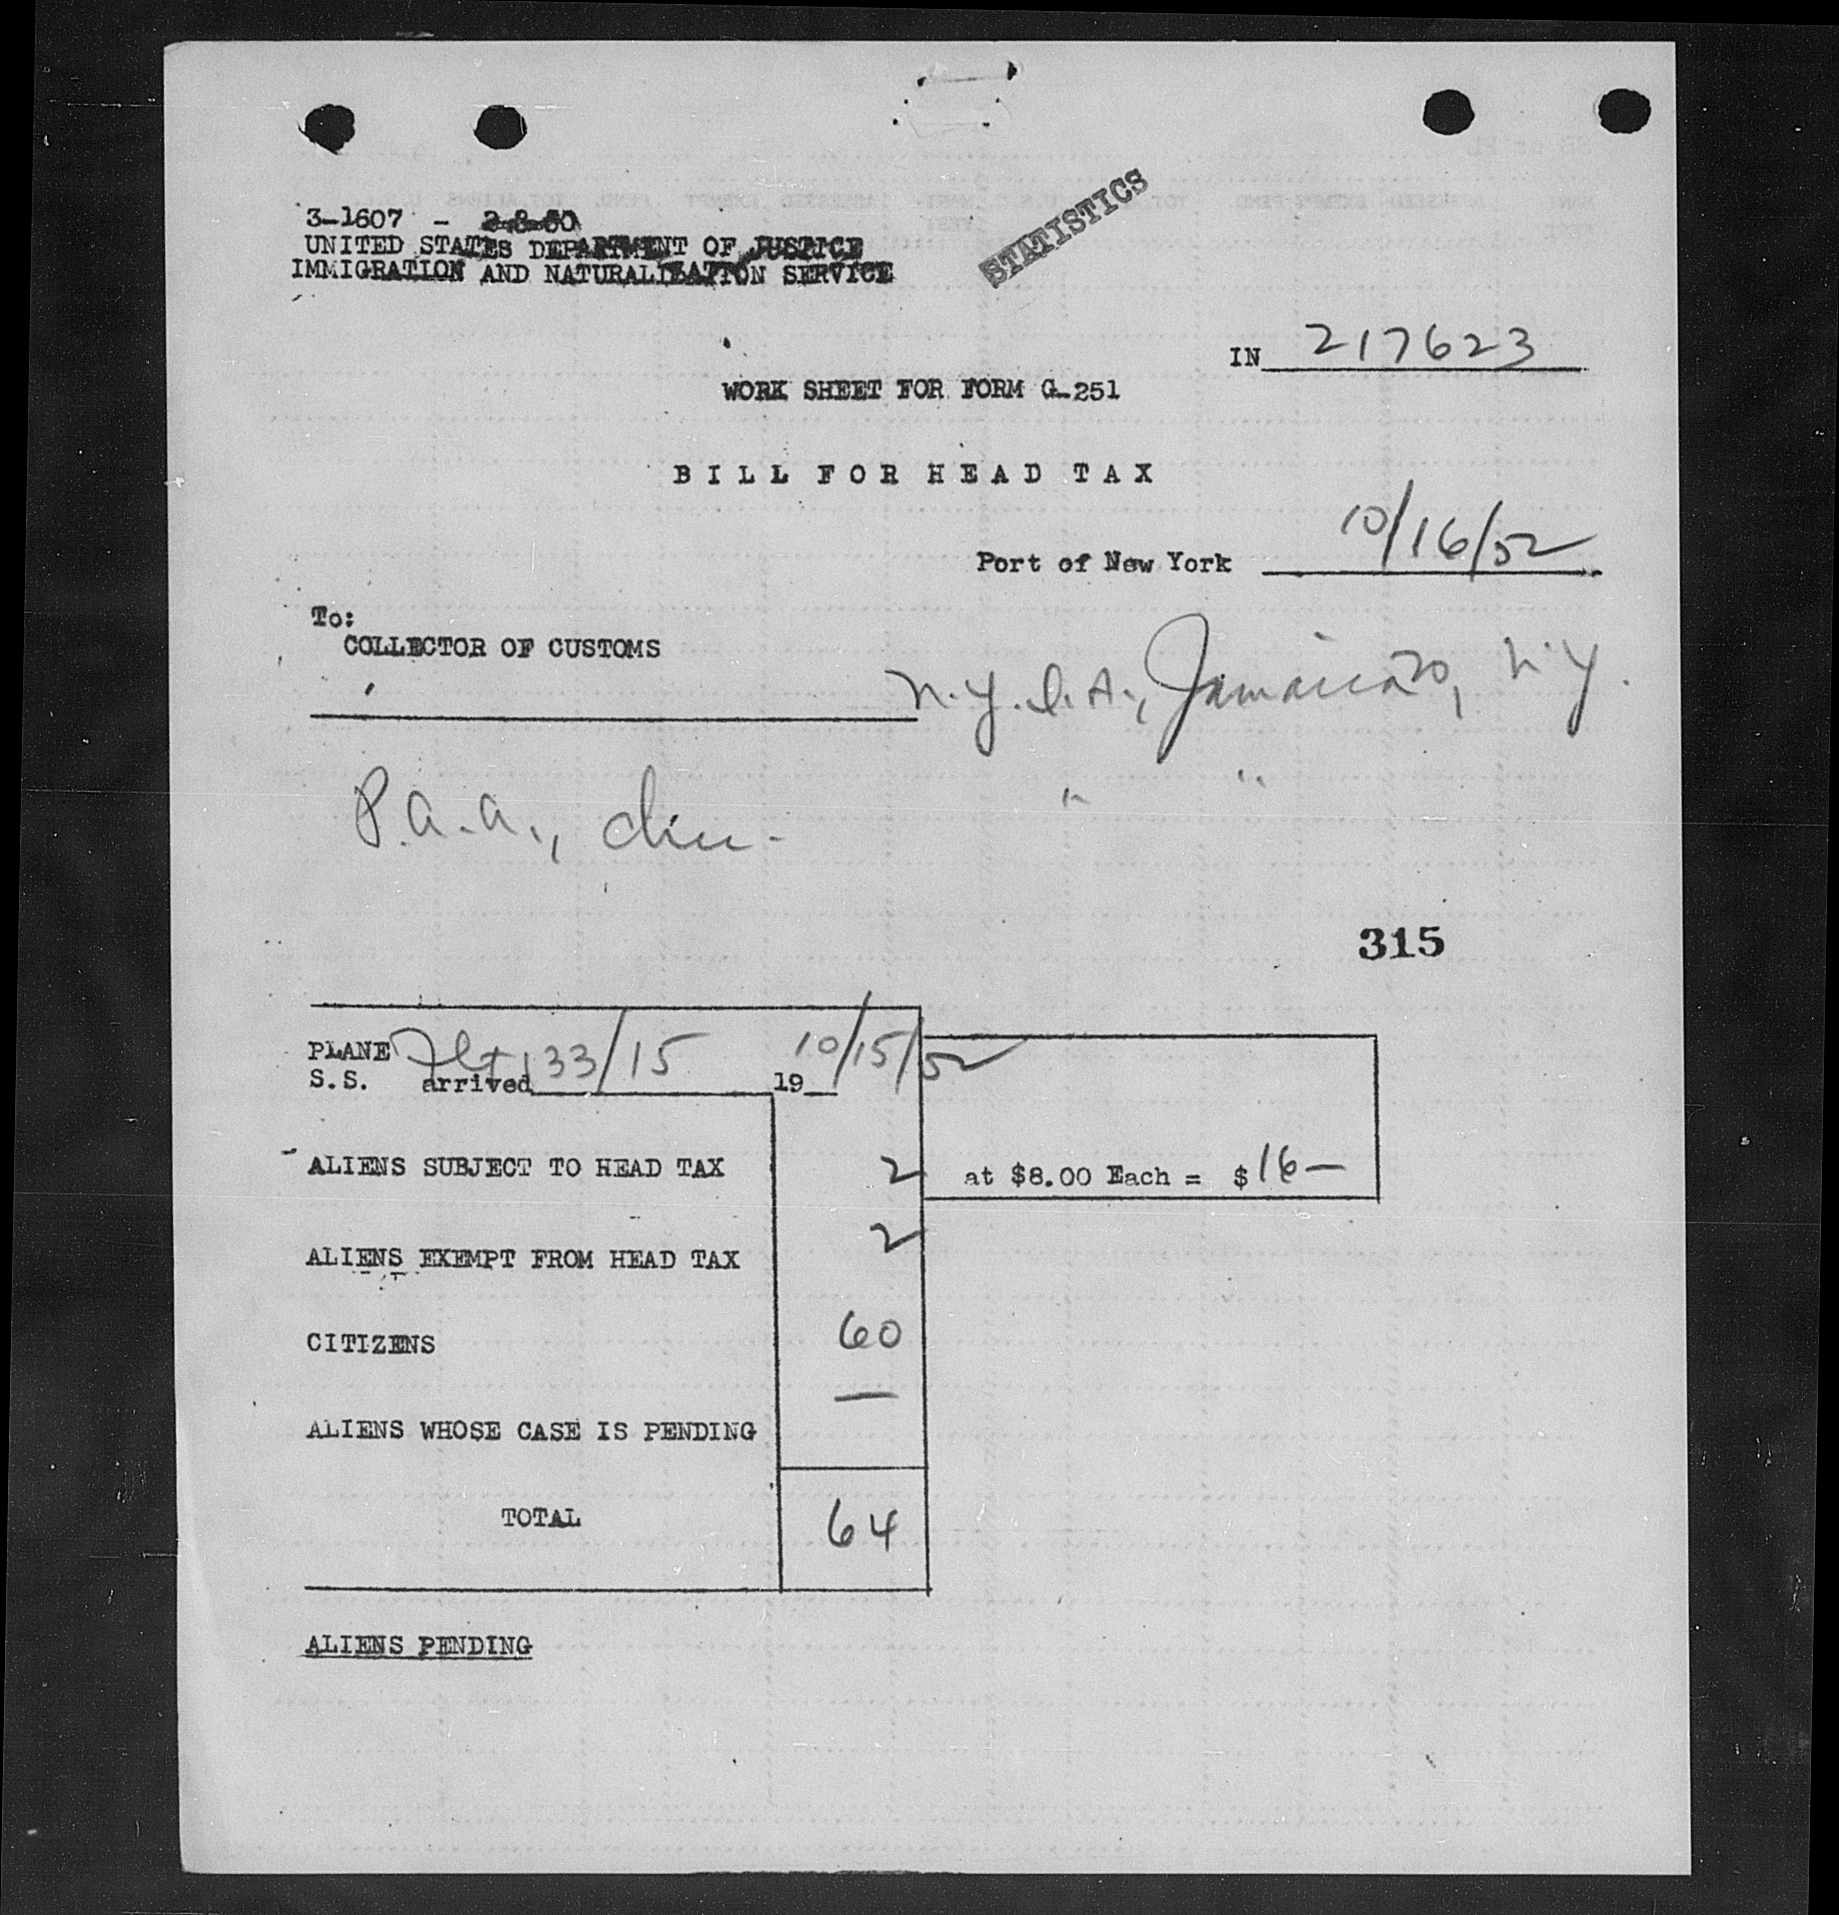 3-1607 - 2-8-50
UNITED STATES DEPARTMENT OF JUSTICE
IMMIGRATION AND NATURALIZATION SERVICE
STATISTICS
IN 217623
WORK SHEET FOR FORM G-251
BILL FOR HEAD TAX
Port of New York 10/16/52
To:
COLLECTOR OF CUSTOMS
N.Y.I.A., Jamaica 30, N.Y.
P.A.A., " "
315
PLANE Flt 133/15 10/15/52
S.S. arrived 19
ALIENS SUBJECT TO HEAD TAX 2 at $8.00 Each = $16—
ALIENS EXEMPT FROM HEAD TAX 2
CITIZENS 60
ALIENS WHOSE CASE IS PENDING —
TOTAL 64
ALIENS PENDING